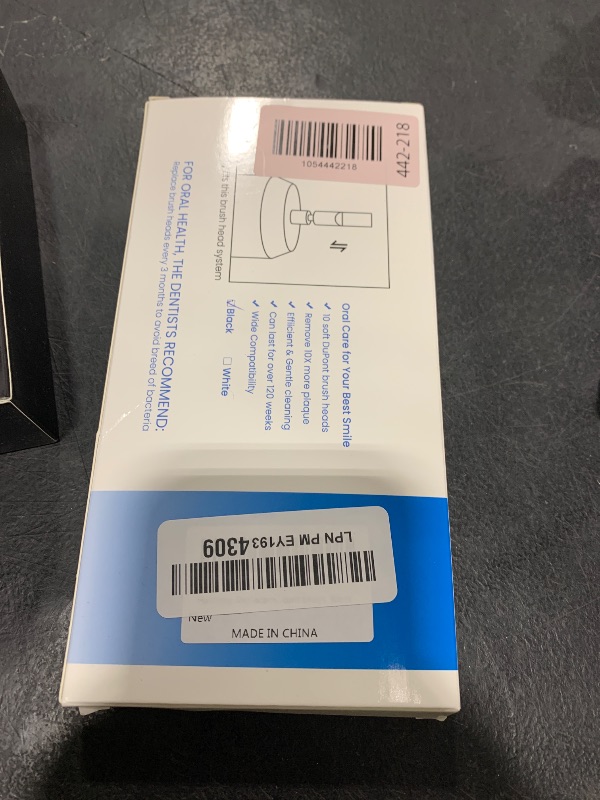 442-218
1054442218
fits this brush head system
Oral Care for Your Best Smile
✓ 10 soft DuPont brush heads
✓ Remove 10X more plaque
✓ Efficient & Gentle cleaning
✓ Can last for over 120 weeks
✓ Wide Compatibility
☑ Black ☐ White
FOR ORAL HEALTH, THE DENTISTS RECOMMEND:
Replace brush heads every 3 months to avoid breed of bacteria
LPN PM EY1934309
New
MADE IN CHINA